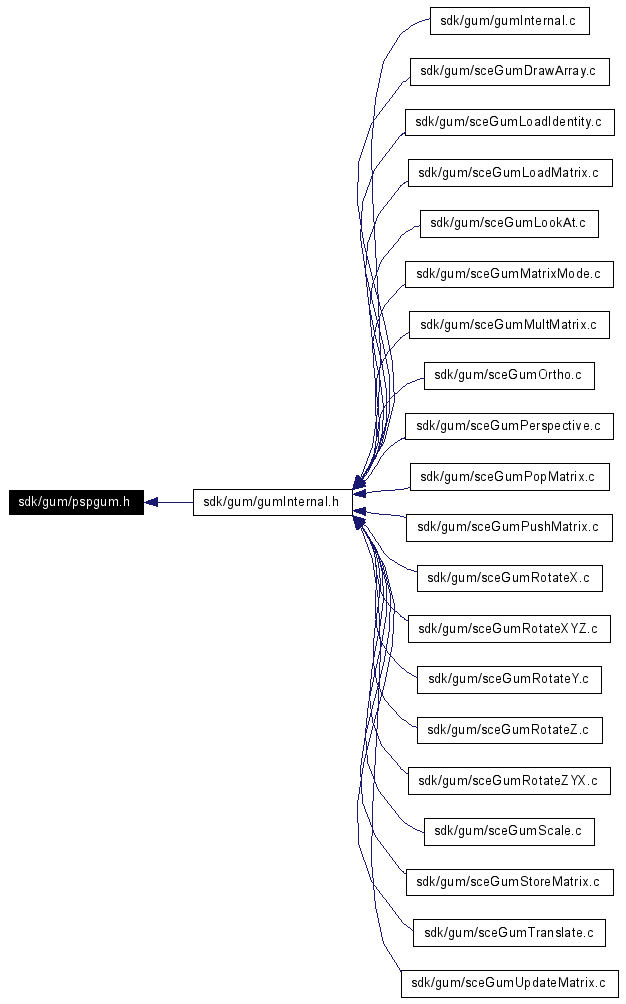 sdk/gum/gumInternal.c
sdk/gum/sceGumDrawArray.c
sdk/gum/sceGumLoadIdentity.c
sdk/gum/sceGumLoadMatrix.c
sdk/gum/sceGumLookAt.c
sdk/gum/sceGumMatrixMode.c
sdk/gum/sceGumMultMatrix.c
sdk/gum/sceGumOrtho.c
sdk/gum/sceGumPerspective.c
sdk/gum/sceGumPopMatrix.c
sdk/gum/pspgum.h
sdk/gum/gumInternal.h
sdk/gum/sceGumPushMatrix.c
sdk/gum/sceGumRotateX.c
sdk/gum/sceGumRotateXYZ.c
sdk/gum/sceGumRotateY.c
sdk/gum/sceGumRotateZ.c
sdk/gum/sceGumRotateZYX.c
sdk/gum/sceGumScale.c
sdk/gum/sceGumStoreMatrix.c
sdk/gum/sceGumTranslate.c
sdk/gum/sceGumUpdateMatrix.c